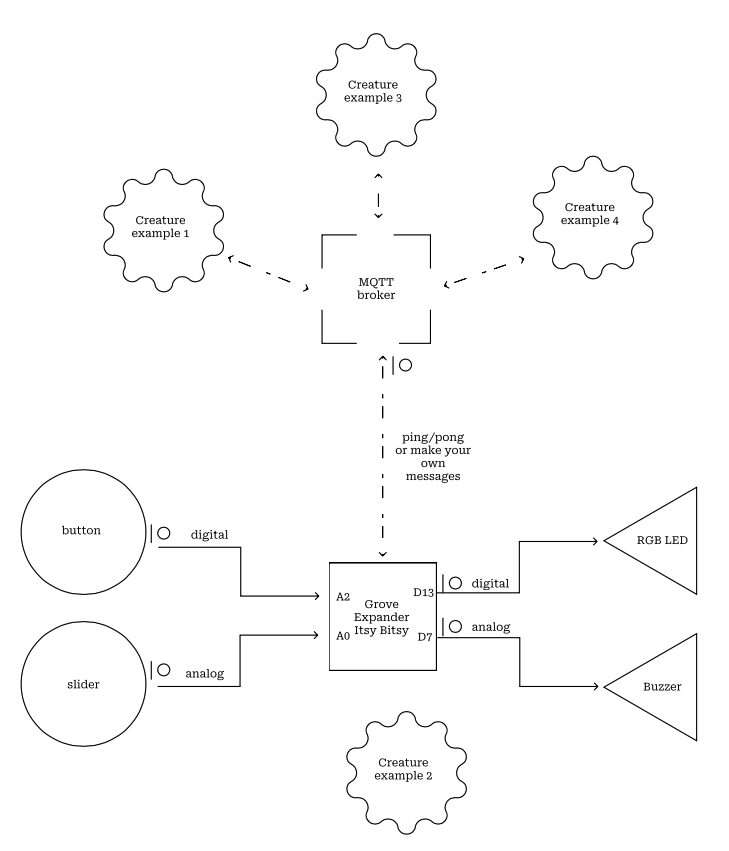 Creature
example 3
Creature
example 1
Creature
example 4
MQTT
broker
ping/pong
or make your
own
messages
button
digital
slider
analog
A2
A0
Grove
Expander
Itsy Bitsy
D13
D7
digital
analog
RGB LED
Buzzer
Creature
example 2